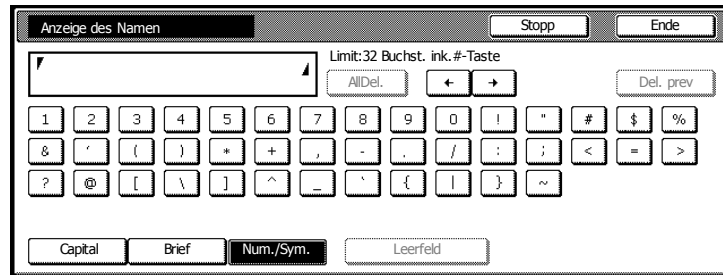 Anzeige des Namen Stopp Ende
Limit:32 Buchst. ink.#-Taste
AllDel. ← → Del. prev
1 2 3 4 5 6 7 8 9 0 ! " # $ %
& ´ ( ) * + , - . / : ; < = >
? @ [ \ ] ^ _ ` { | } ~
Capital Brief Num./Sym. Leerfeld